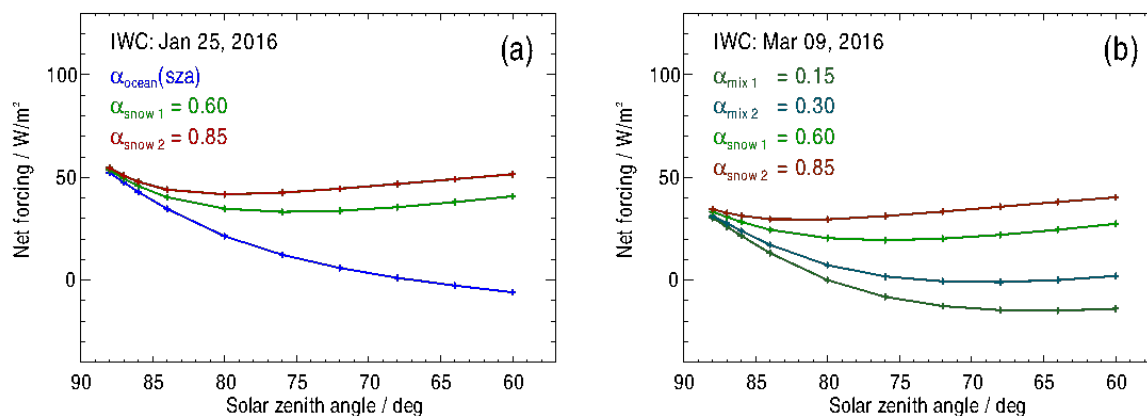 IWC: Jan 25, 2016
(a)
αocean(sza)
αsnow 1 = 0.60
αsnow 2 = 0.85
Net forcing / W/m²
100
50
0
90 85 80 75 70 65 60
Solar zenith angle / deg
IWC: Mar 09, 2016
(b)
αmix 1 = 0.15
αmix 2 = 0.30
αsnow 1 = 0.60
αsnow 2 = 0.85
Net forcing / W/m²
100
50
0
90 85 80 75 70 65 60
Solar zenith angle / deg